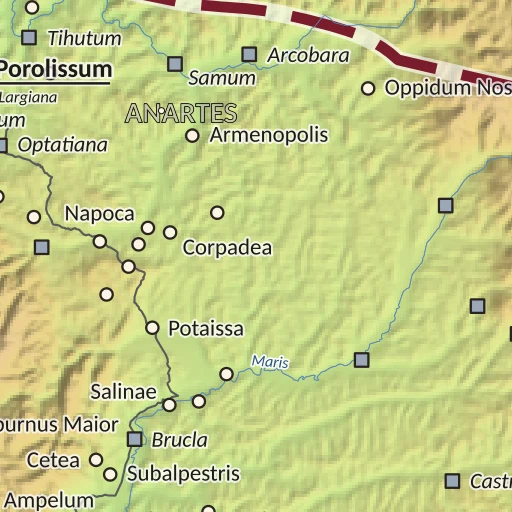 Tihutum
Arcobara
Porolissum
Samum
Oppidum Nos
Largiana
um
ANARTES
Armenopolis
Optatiana
Napoca
Corpadea
Potaissa
Maris
Salinae
burnus Maior
Brucla
Cetea
Subalpestris
Castr
Ampelum